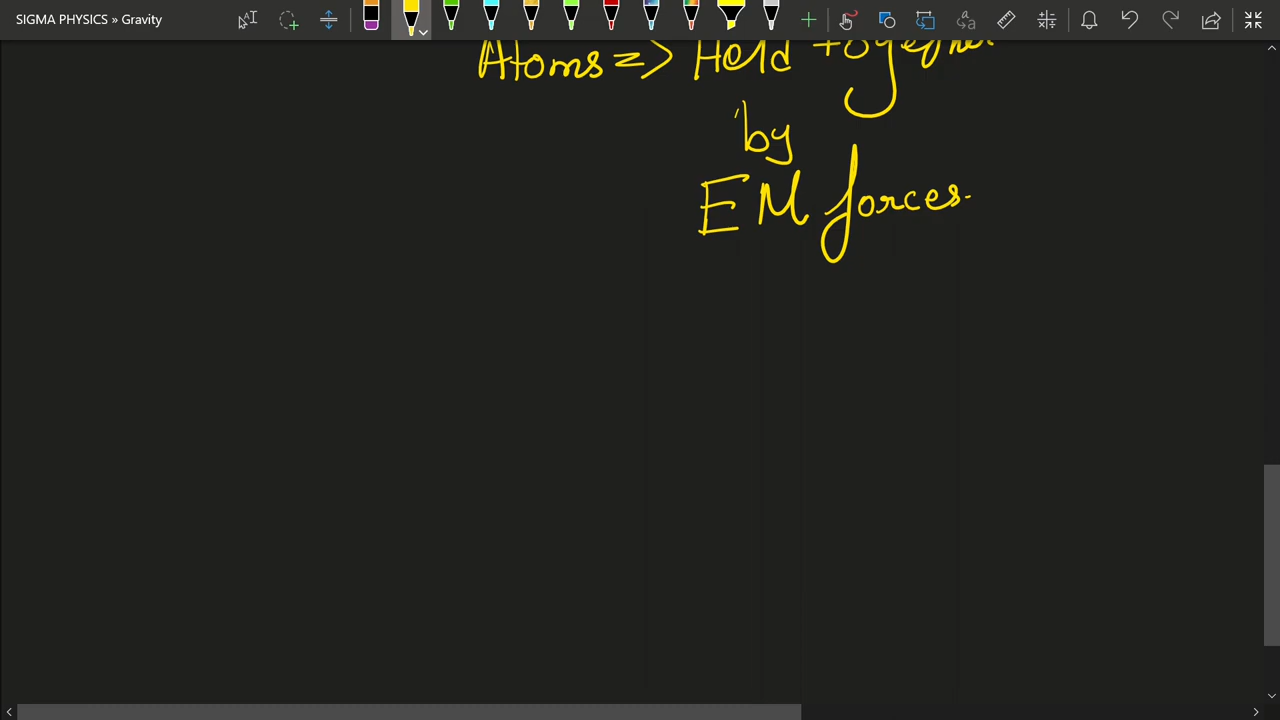 SIGMA PHYSICS » Gravity
Atoms => Held together
by
EM forces.